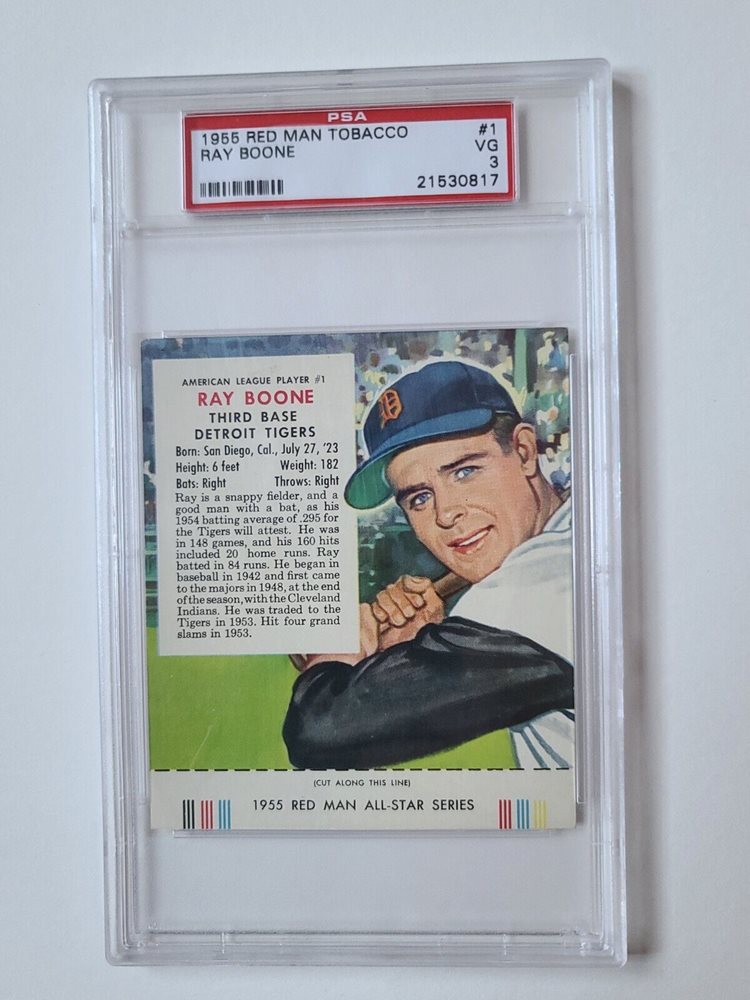 PSA
1955 RED MAN TOBACCO #1
RAY BOONE VG
3
21530817
AMERICAN LEAGUE PLAYER #1
RAY BOONE
THIRD BASE
DETROIT TIGERS
Born: San Diego, Cal., July 27, '23
Height: 6 feet Weight: 182
Bats: Right Throws: Right
Ray is a snappy fielder, and a
good man with a bat, as his
1954 batting average of .295 for
the Tigers will attest. He was
in 148 games, and his 160 hits
included 20 home runs. Ray
batted in 84 runs. He began in
baseball in 1942 and first came
to the majors in 1948, at the end
of the season, with the Cleveland
Indians. He was traded to the
Tigers in 1953. Hit four grand
slams in 1953.
D
(CUT ALONG THIS LINE)
1955 RED MAN ALL-STAR SERIES